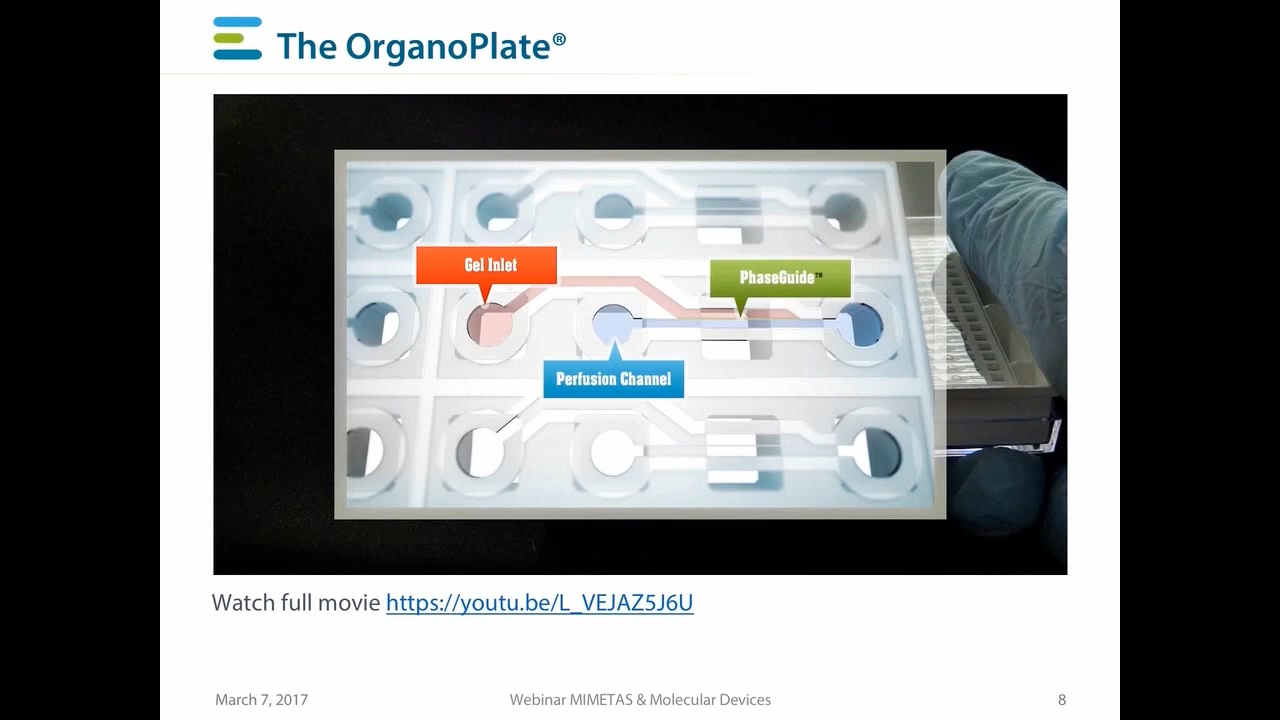 The OrganoPlate®
Gel Inlet
PhaseGuide™
Perfusion Channel
Watch full movie https://youtu.be/L_VEJAZ5J6U
March 7, 2017
Webinar MIMETAS & Molecular Devices
8